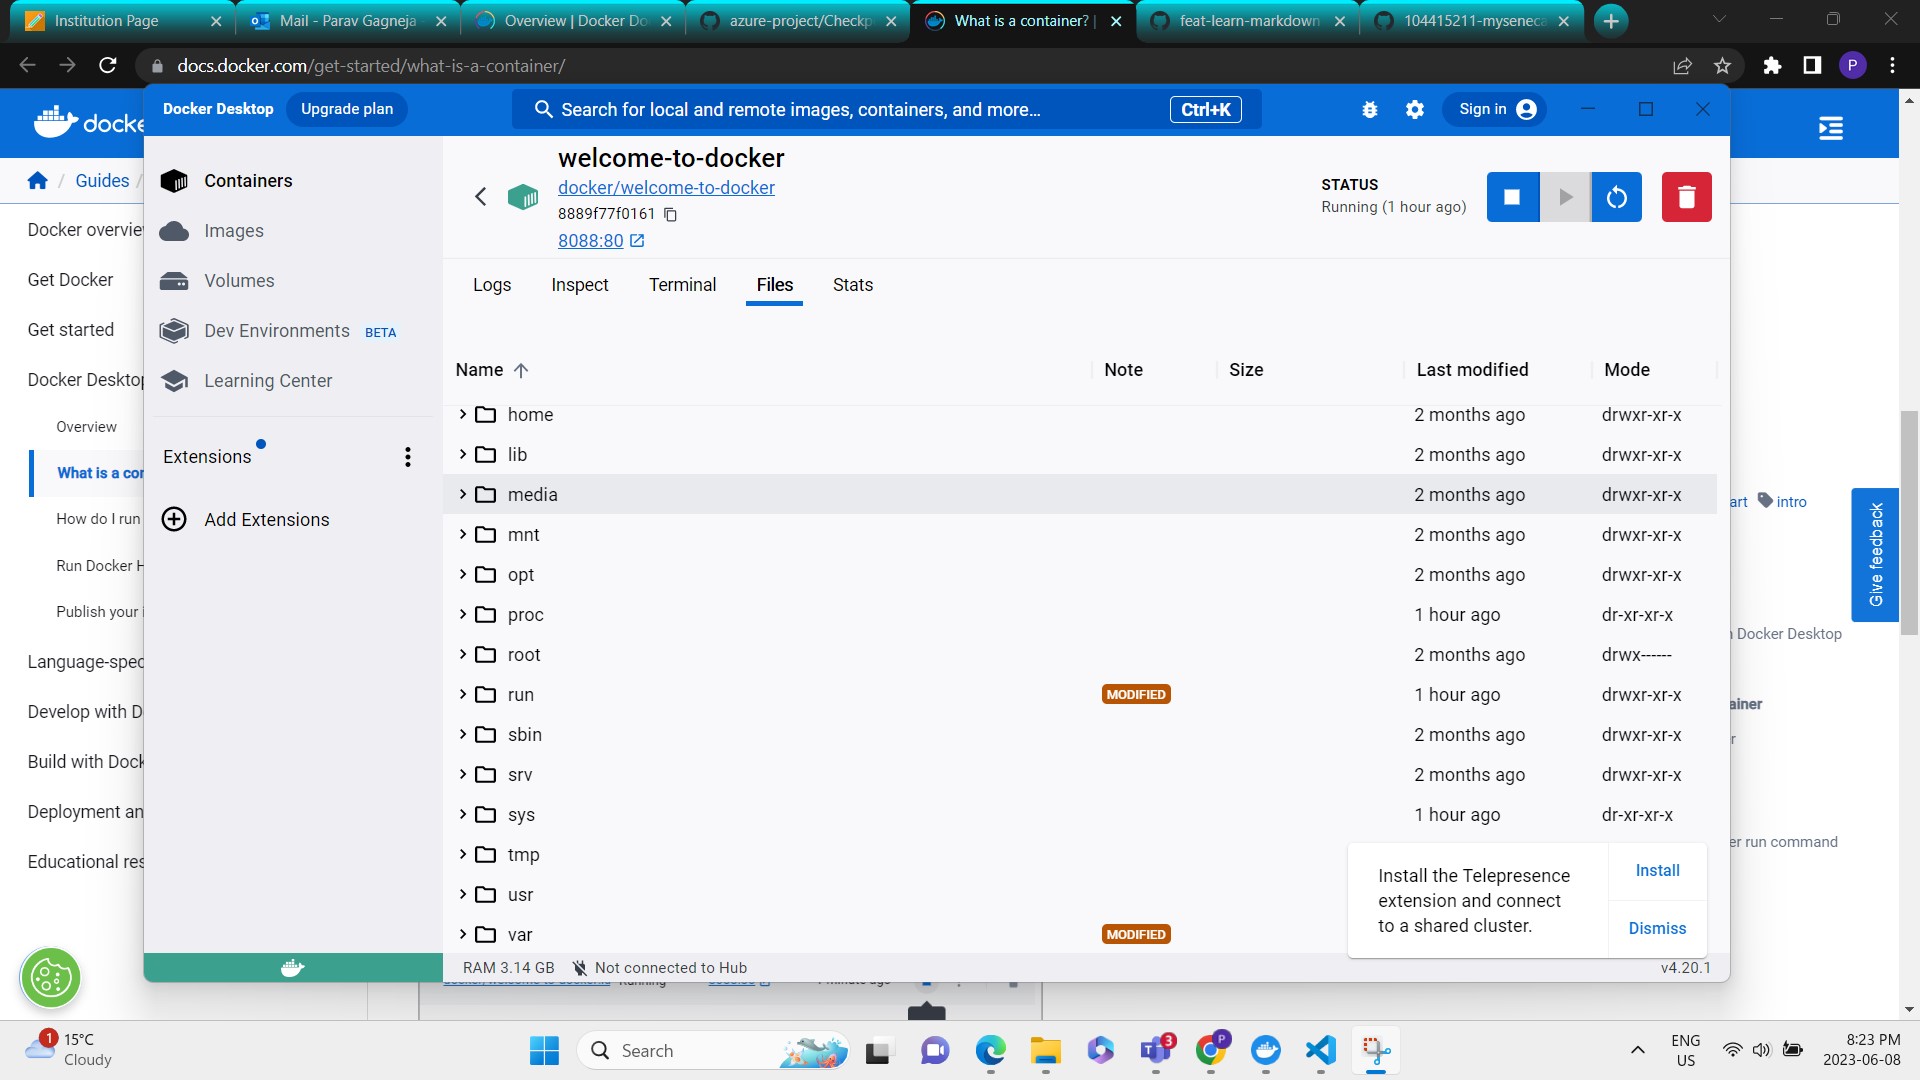 Institution Page
Mail - Parav Gagneja
Overview | Docker Do
azure-project/Checkp
What is a container? |
feat-learn-markdown
104415211-myseneca
docs.docker.com/get-started/what-is-a-container/
P
docke
Docker Desktop
Upgrade plan
Search for local and remote images, containers, and more...
Ctrl+K
Sign in
/ Guides /
Docker overvie
Get Docker
Get started
Docker Desktop
Overview
What is a con
How do I run
Run Docker H
Publish your i
Language-spec
Develop with D
Build with Dock
Deployment an
Educational res
Containers
Images
Volumes
Dev Environments BETA
Learning Center
Extensions
Add Extensions
welcome-to-docker
docker/welcome-to-docker
8889f77f0161
8088:80
STATUS
Running (1 hour ago)
Logs Inspect Terminal Files Stats
Name Note Size Last modified Mode
home 2 months ago drwxr-xr-x
lib 2 months ago drwxr-xr-x
media 2 months ago drwxr-xr-x
mnt 2 months ago drwxr-xr-x
opt 2 months ago drwxr-xr-x
proc 1 hour ago dr-xr-xr-x
root 2 months ago drwx------
run MODIFIED 1 hour ago drwxr-xr-x
sbin 2 months ago drwxr-xr-x
srv 2 months ago drwxr-xr-x
sys 1 hour ago dr-xr-xr-x
tmp
usr
var MODIFIED
Install the Telepresence
extension and connect
to a shared cluster.
Install
Dismiss
RAM 3.14 GB Not connected to Hub
v4.20.1
art intro
Give feedback
n Docker Desktop
ainer
r
er run command
1
15°C
Cloudy
Search
3
P
ENG
US
8:23 PM
2023-06-08